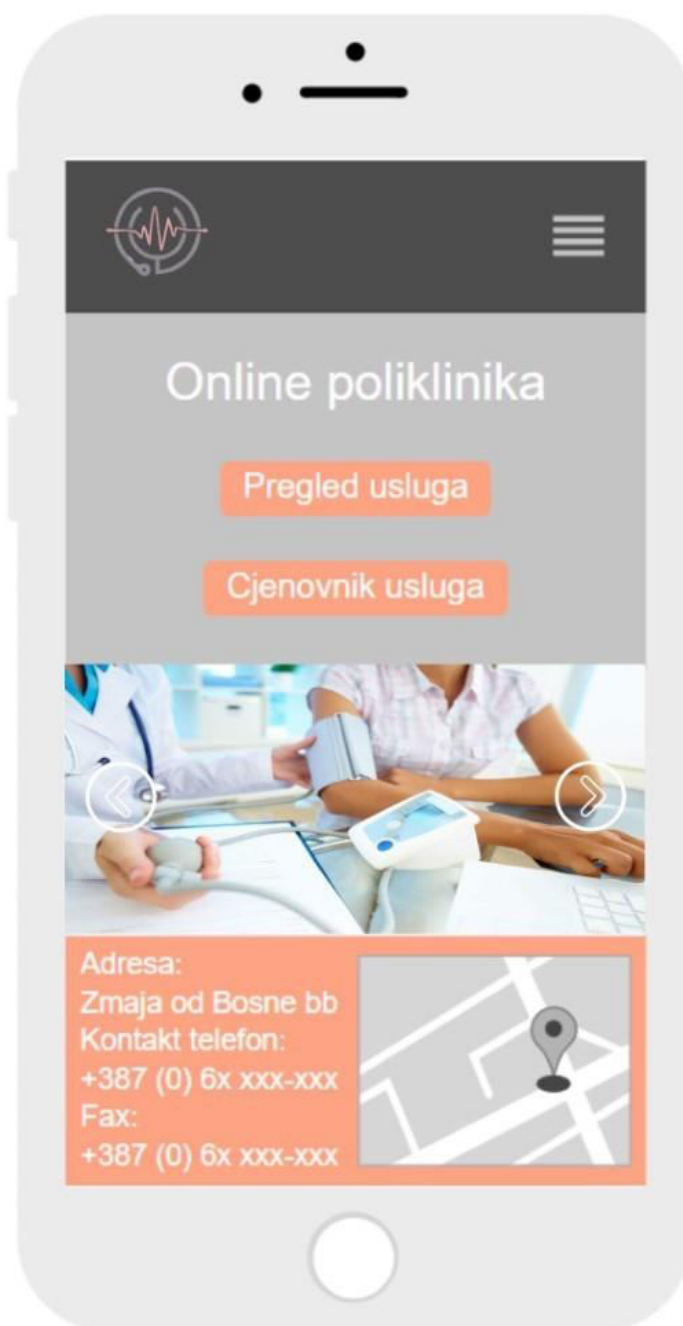 Online poliklinika
Pregled usluga
Cjenovnik usluga
Adresa:
Zmaja od Bosne bb
Kontakt telefon:
+387 (0) 6x xxx-xxx
Fax:
+387 (0) 6x xxx-xxx